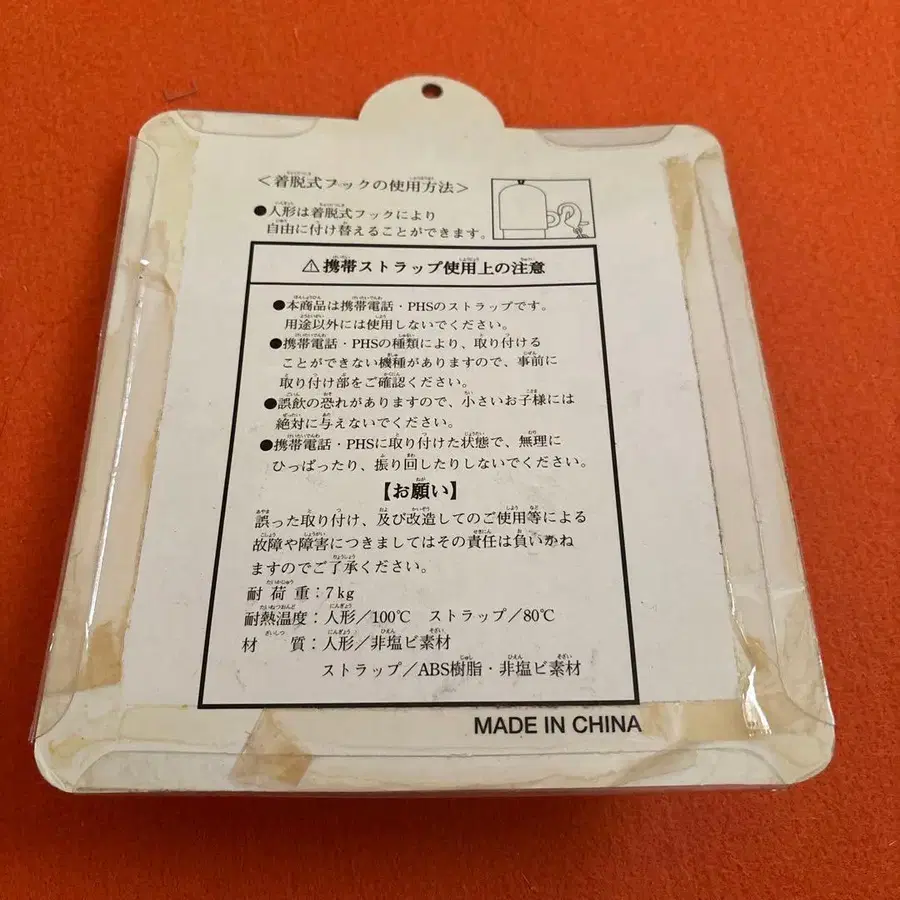 <着脱式フックの使用方法>
●人形は着脱式フックにより
自由に付け替えることができます。
⚠携帯ストラップ使用上の注意
●本商品は携帯電話・PHSのストラップです。
用途以外には使用しないでください。
●携帯電話・PHSの種類により、取り付ける
ことができない機種がありますので、事前に
取り付け部をご確認ください。
●誤飲の恐れがありますので、小さいお子様には
絶対に与えないでください。
●携帯電話・PHSに取り付けた状態で、無理に
ひっぱったり、振り回したりしないでください。
【お願い】
誤った取り付け、及び改造してのご使用等による
故障や障害につきましてはその責任は負いかね
ますのでご了承ください。
耐荷重:7kg
耐熱温度:人形/100℃ ストラップ/80℃
材質:人形/非塩ビ素材
ストラップ/ABS樹脂・非塩ビ素材
MADE IN CHINA